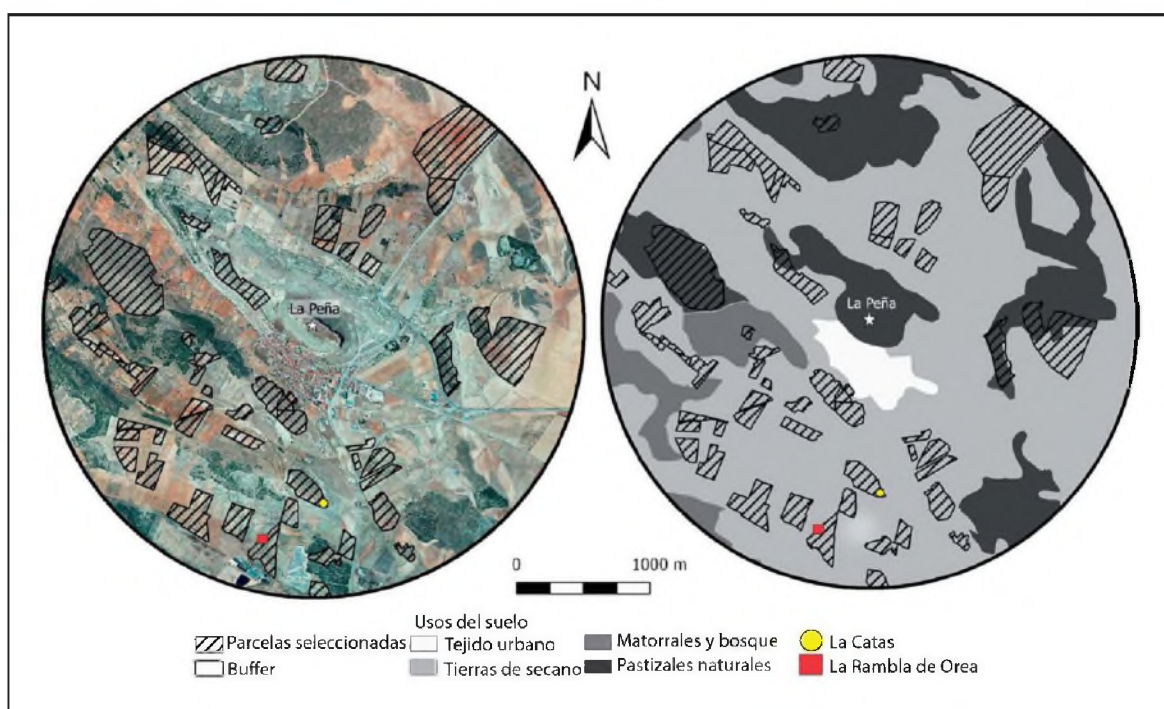 N
La Peña
La Peña
0 1000 m
Usos del suelo
Parcelas seleccionadas
Tejido urbano
Matorrales y bosque
La Catas
Buffer
Tierras de secano
Pastizales naturales
La Rambla de Orea